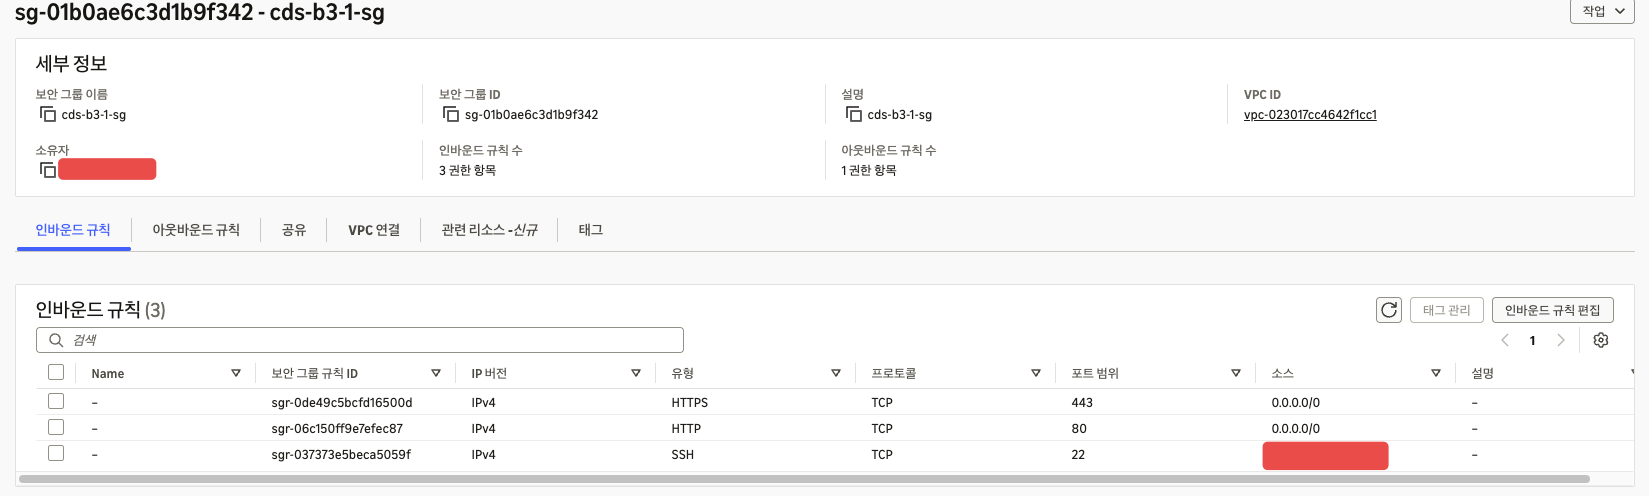 sg-01b0ae6c3d1b9f342 - cds-b3-1-sg
작업
세부 정보
보안 그룹 이름
cds-b3-1-sg
보안 그룹 ID
sg-01b0ae6c3d1b9f342
설명
cds-b3-1-sg
VPC ID
vpc-023017cc4642f1cc1
소유자
인바운드 규칙 수
3 권한 항목
아웃바운드 규칙 수
1 권한 항목
인바운드 규칙 아웃바운드 규칙 공유 VPC 연결 관련 리소스 -신규 태그
인바운드 규칙 (3)
태그 관리 인바운드 규칙 편집
검색
1
Name 보안 그룹 규칙 ID IP 버전 유형 프로토콜 포트 범위 소스 설명
– sgr-0de49c5bcfd16500d IPv4 HTTPS TCP 443 0.0.0.0/0 –
– sgr-06c150ff9e7efec87 IPv4 HTTP TCP 80 0.0.0.0/0 –
– sgr-037373e5beca5059f IPv4 SSH TCP 22 –